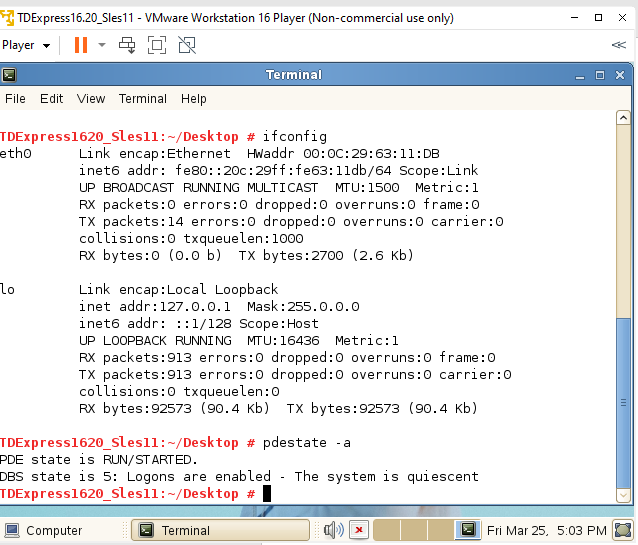 TDExpress16.20_Sles11 - VMware Workstation 16 Player (Non-commercial use only)
Player
Terminal
File Edit View Terminal Help
TDExpress1620_Sles11:~/Desktop # ifconfig
eth0 Link encap:Ethernet HWaddr 00:0C:29:63:11:DB
inet6 addr: fe80::20c:29ff:fe63:11db/64 Scope:Link
UP BROADCAST RUNNING MULTICAST MTU:1500 Metric:1
RX packets:0 errors:0 dropped:0 overruns:0 frame:0
TX packets:14 errors:0 dropped:0 overruns:0 carrier:0
collisions:0 txqueuelen:1000
RX bytes:0 (0.0 b) TX bytes:2700 (2.6 Kb)
lo Link encap:Local Loopback
inet addr:127.0.0.1 Mask:255.0.0.0
inet6 addr: ::1/128 Scope:Host
UP LOOPBACK RUNNING MTU:16436 Metric:1
RX packets:913 errors:0 dropped:0 overruns:0 frame:0
TX packets:913 errors:0 dropped:0 overruns:0 carrier:0
collisions:0 txqueuelen:0
RX bytes:92573 (90.4 Kb) TX bytes:92573 (90.4 Kb)
TDExpress1620_Sles11:~/Desktop # pdestate -a
PDE state is RUN/STARTED.
DBS state is 5: Logons are enabled - The system is quiescent
TDExpress1620_Sles11:~/Desktop #
Computer Terminal Fri Mar 25, 5:03 PM